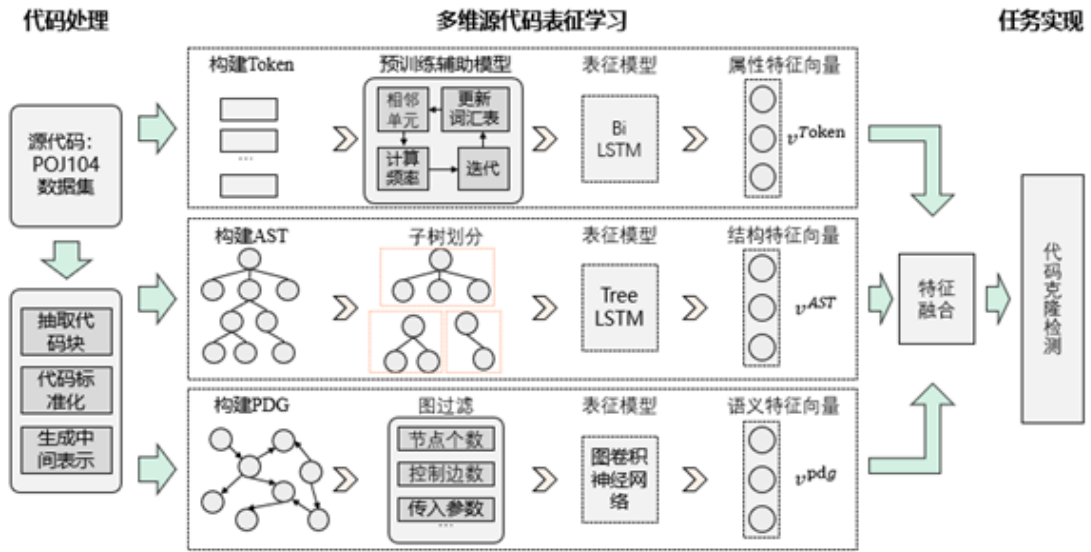 代码处理
多维源代码表征学习
任务实现
源代码:
POJ104
数据集
抽取代
码块
代码标
准化
生成中
间表示
构建Token
...
预训练辅助模型
相邻
单元
更新
词汇表
计算
频率
迭代
表征模型
Bi
LSTM
属性特征向量
v^Token
构建AST
子树划分
表征模型
Tree
LSTM
结构特征向量
v^AST
构建PDG
图过滤
节点个数
控制边数
传入参数
...
表征模型
图卷积
神经网
络
语义特征向量
v^pdg
特征
融合
代码克隆检测